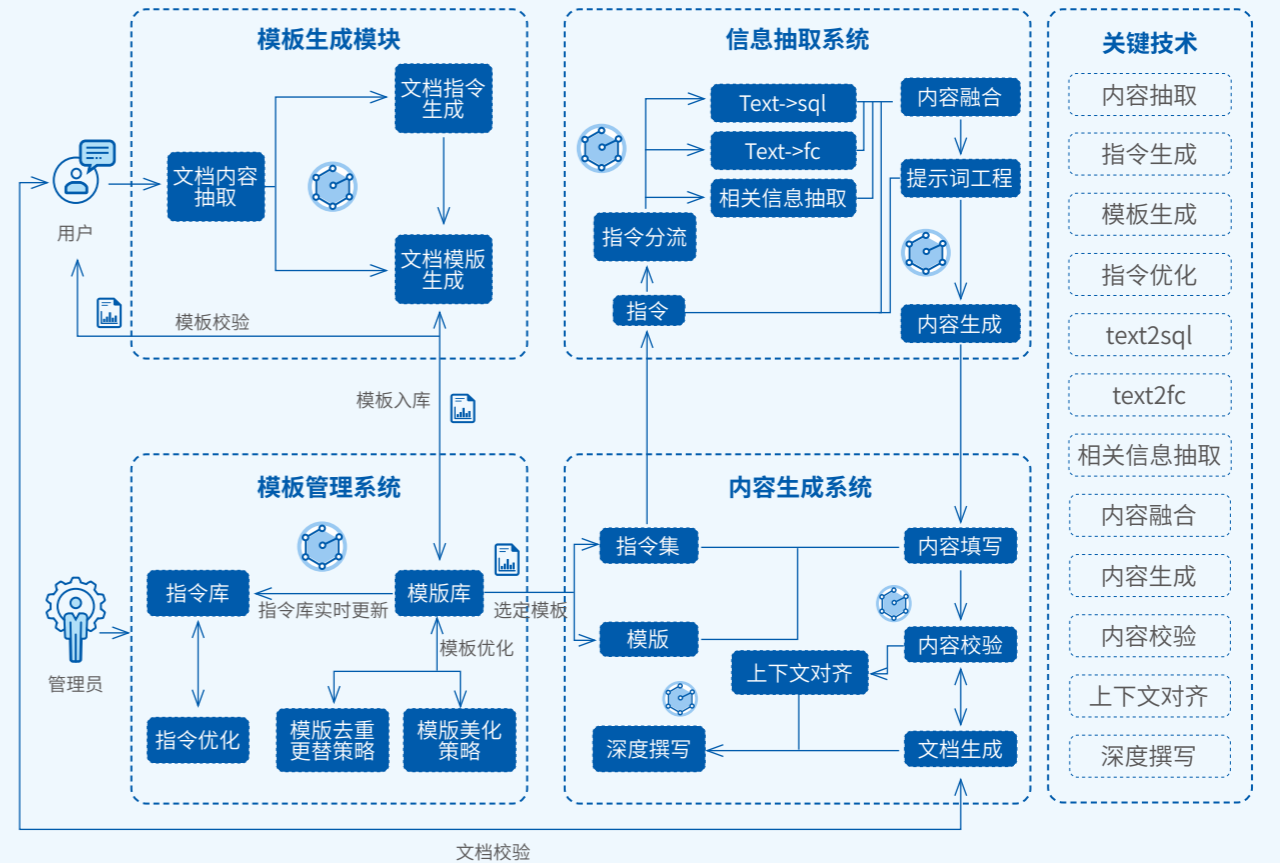 模板生成模块
文档指令
生成
文档内容
抽取
文档模版
生成
用户
模板校验
模板入库
信息抽取系统
Text->sql
Text->fc
相关信息抽取
指令分流
指令
内容融合
提示词工程
内容生成
模板管理系统
指令库
指令库实时更新
模版库
选定模板
模板优化
管理员
指令优化
模版去重
更替策略
模版美化
策略
内容生成系统
指令集
模版
内容填写
内容校验
上下文对齐
深度撰写
文档生成
文档校验
关键技术
内容抽取
指令生成
模板生成
指令优化
text2sql
text2fc
相关信息抽取
内容融合
内容生成
内容校验
上下文对齐
深度撰写